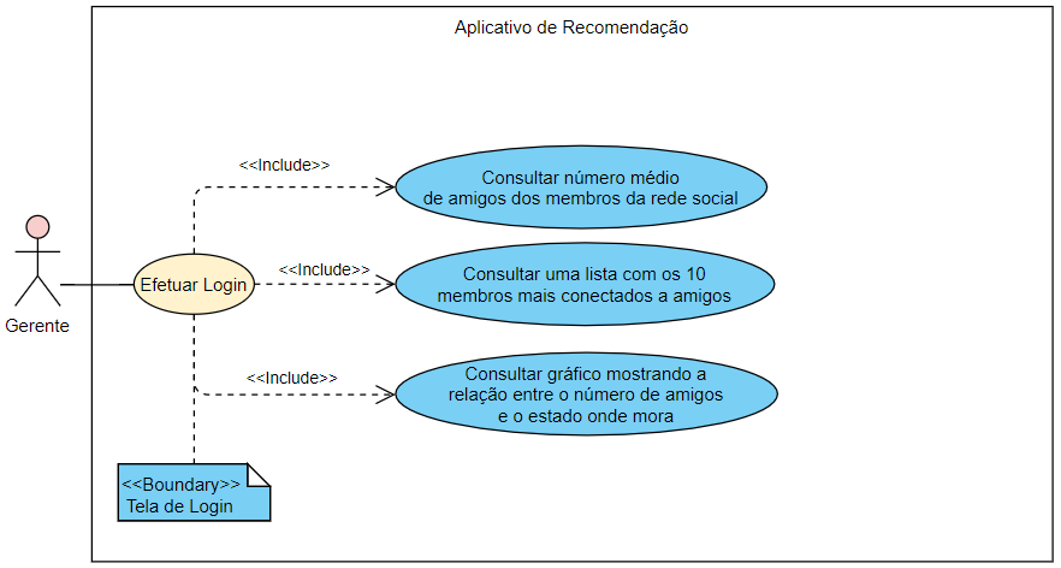 Aplicativo de Recomendação
<<Include>>
Consultar número médio
de amigos dos membros da rede social
Gerente
Efetuar Login
<<Include>>
Consultar uma lista com os 10
membros mais conectados a amigos
<<Include>>
Consultar gráfico mostrando a
relação entre o número de amigos
e o estado onde mora
<<Boundary>>
Tela de Login